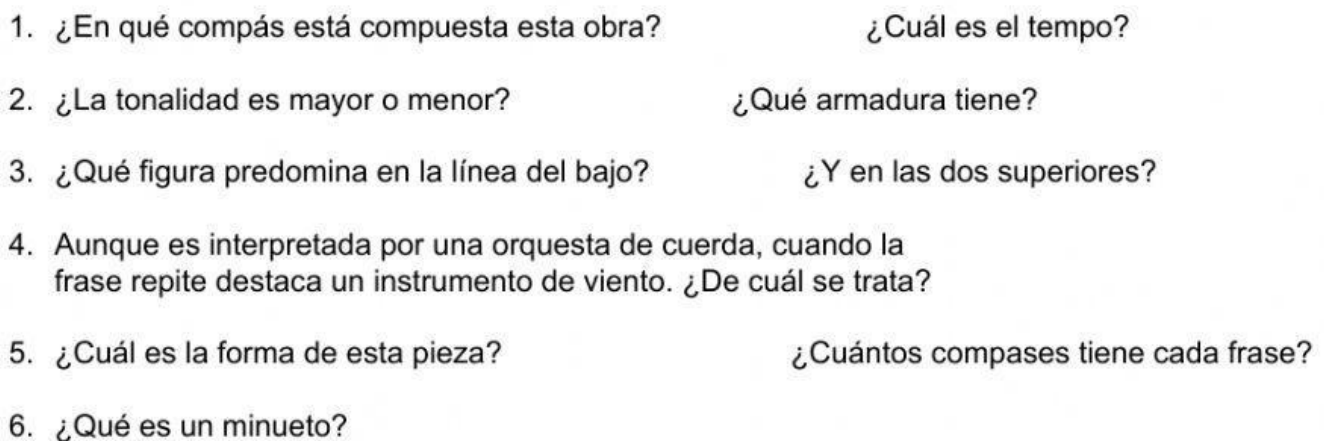 1. ¿En qué compás está compuesta esta obra? ¿Cuál es el tempo?
2. ¿La tonalidad es mayor o menor? ¿Qué armadura tiene?
3. ¿Qué figura predomina en la línea del bajo? ¿Y en las dos superiores?
4. Aunque es interpretada por una orquesta de cuerda, cuando la
frase repite destaca un instrumento de viento. ¿De cuál se trata?
5. ¿Cuál es la forma de esta pieza? ¿Cuántos compases tiene cada frase?
6. ¿Qué es un minueto?